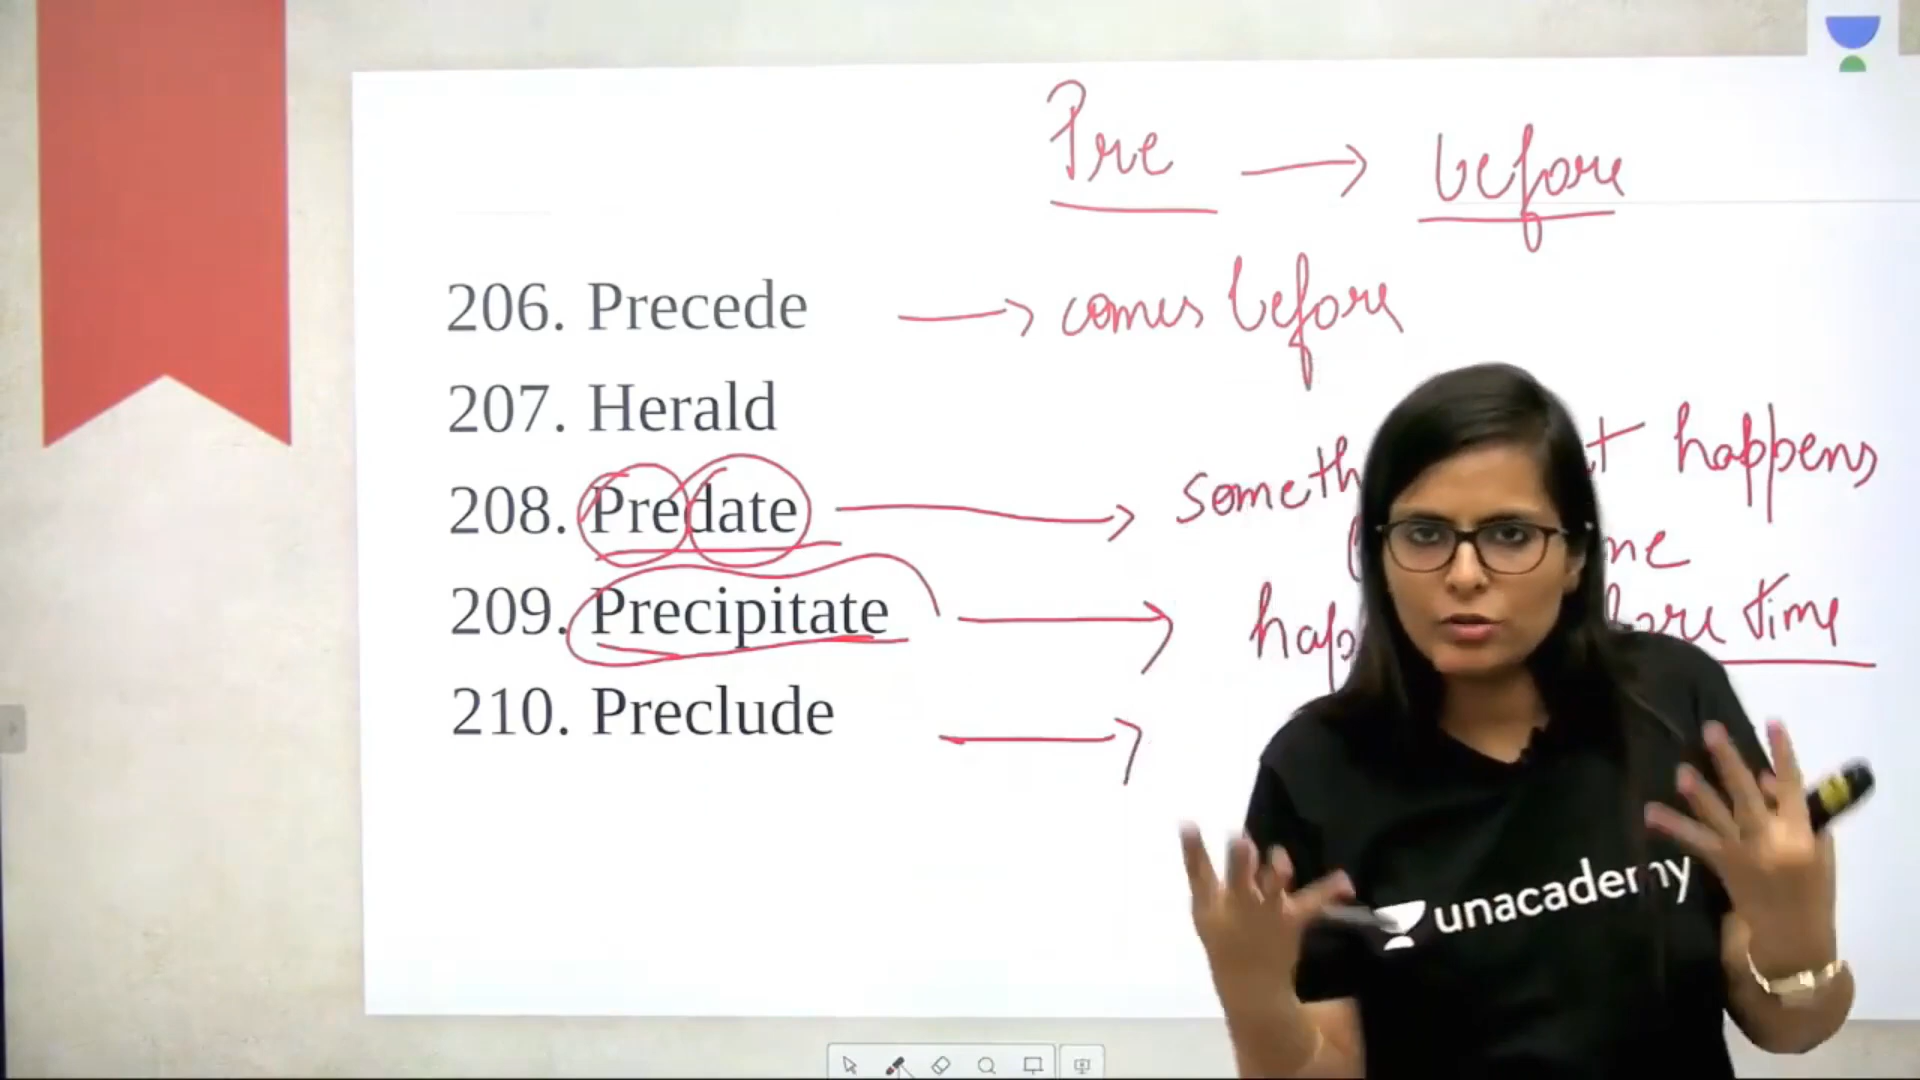 Pre → before
206. Precede → comes before
207. Herald
happens
208. Predate →
209. Precipitate → time
210. Preclude →
unacademy